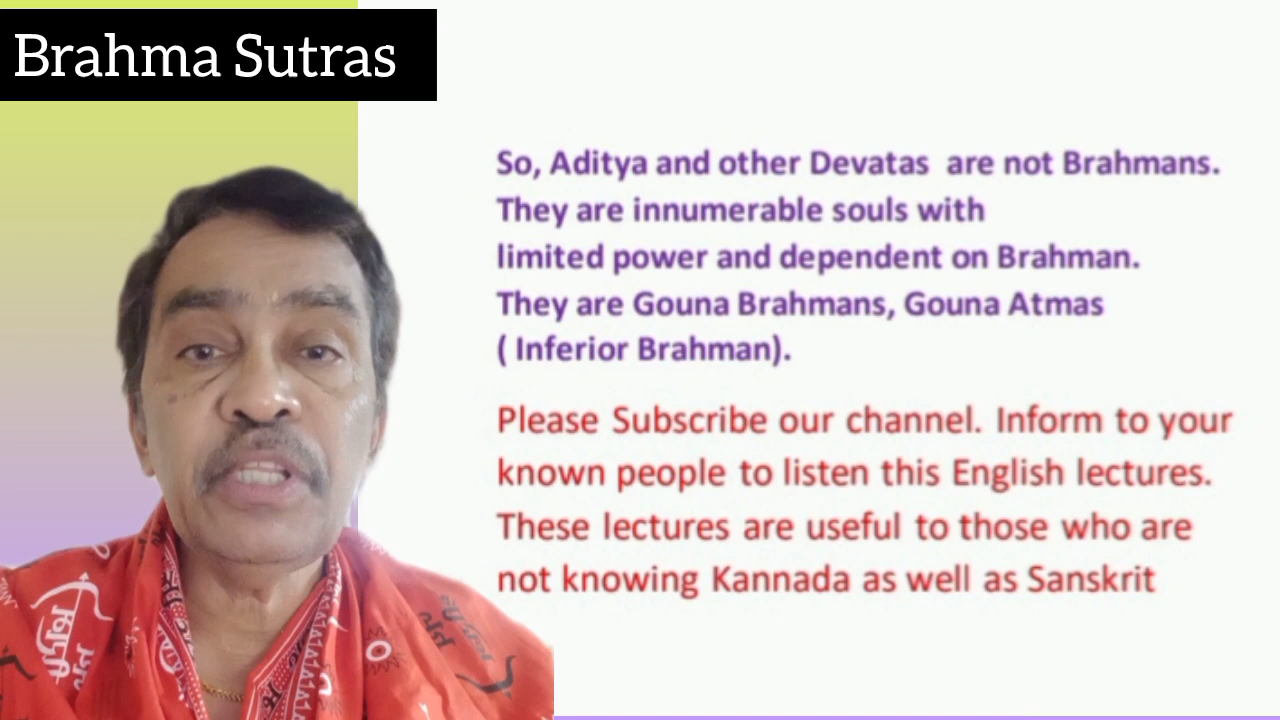 Brahma Sutras
So, Aditya and other Devatas are not Brahmans.
They are innumerable souls with
limited power and dependent on Brahman.
They are Gouna Brahmans, Gouna Atmas
( Inferior Brahman).
Please Subscribe our channel. Inform to your
known people to listen this English lectures.
These lectures are useful to those who are
not knowing Kannada as well as Sanskrit